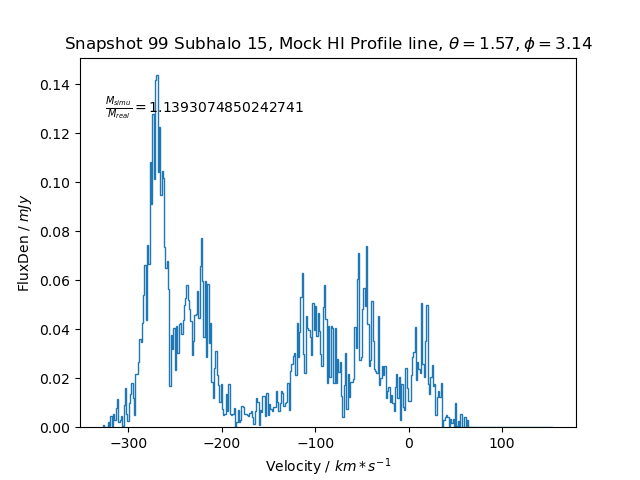 Snapshot 99 Subhalo 15, Mock HI Profile line, θ = 1.57, ϕ = 3.14
M_simu/M_real = 1.1393074850242741
FluxDen / mJy
0.14
0.12
0.10
0.08
0.06
0.04
0.02
0.00
−300 −200 −100 0 100
Velocity / km * s⁻¹